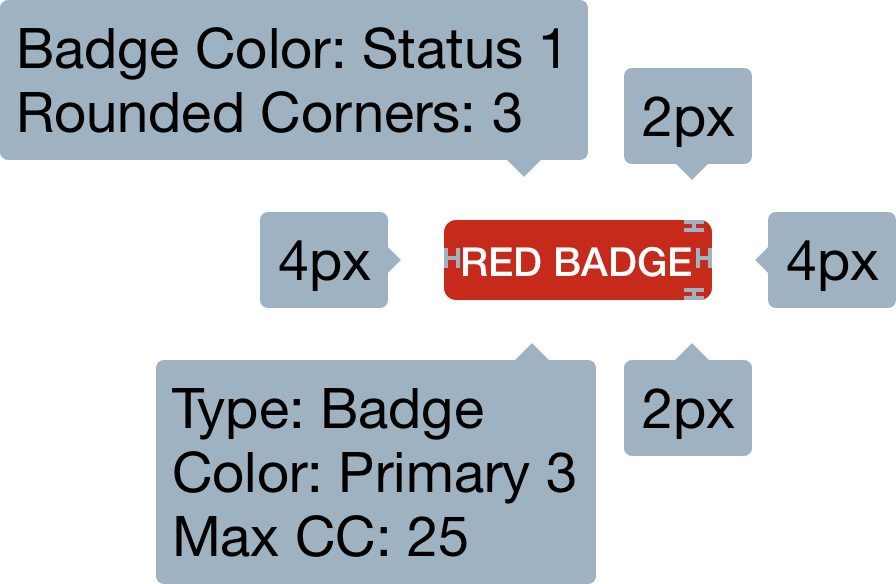 Badge Color: Status 1
Rounded Corners: 3
2px
4px
RED BADGE
4px
Type: Badge
Color: Primary 3
Max CC: 25
2px